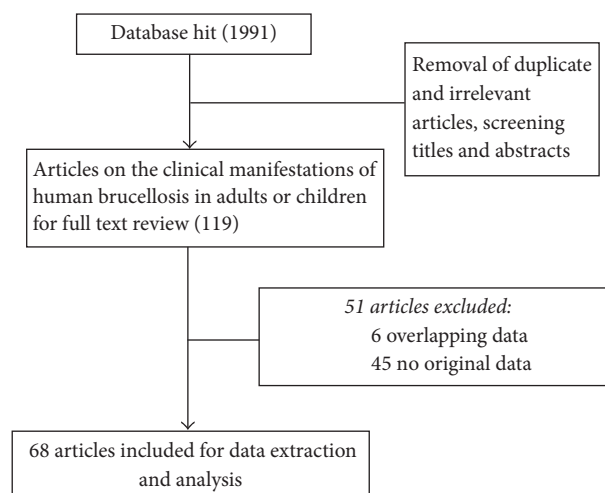 Database hit (1991)
Removal of duplicate
and irrelevant
articles, screening
titles and abstracts
Articles on the clinical manifestations of
human brucellosis in adults or children
for full text review (119)
51 articles excluded:
6 overlapping data
45 no original data
68 articles included for data extraction
and analysis